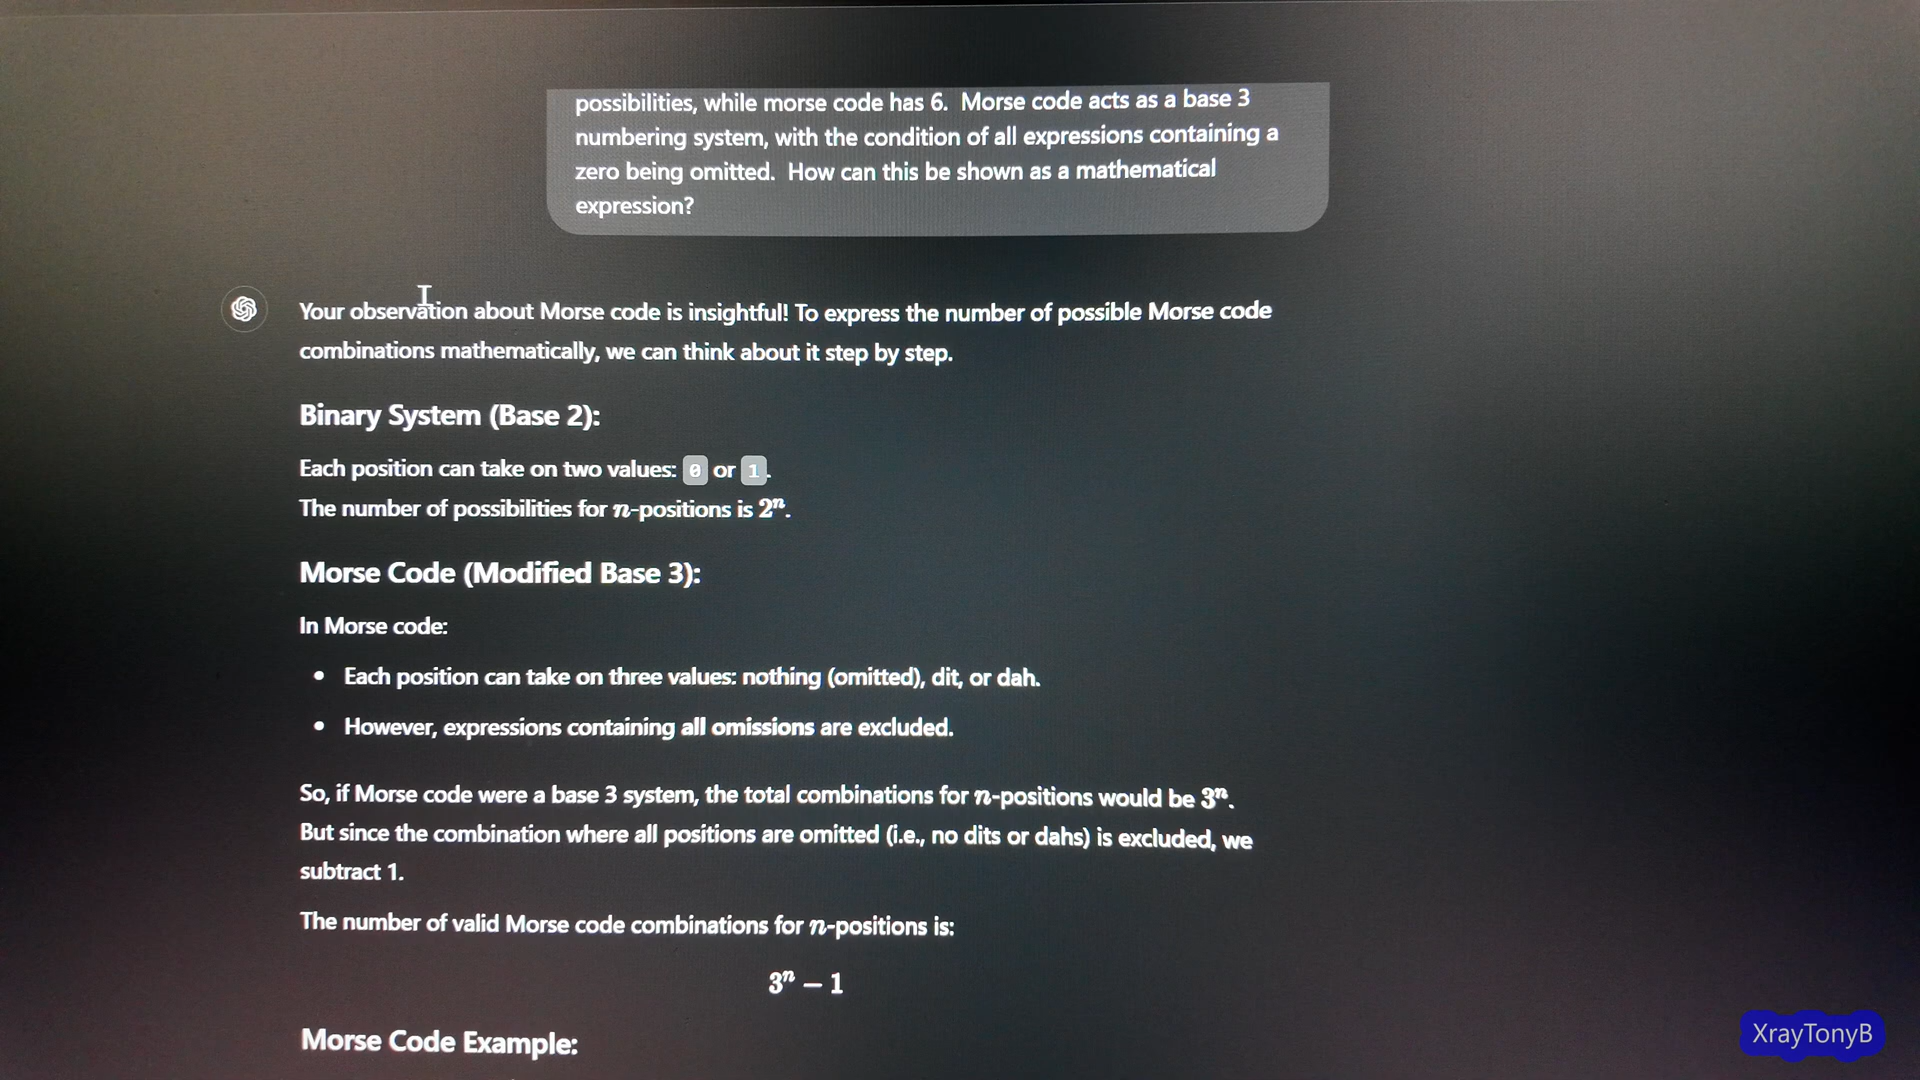 possibilities, while morse code has 6. Morse code acts as a base 3
numbering system, with the condition of all expressions containing a
zero being omitted. How can this be shown as a mathematical
expression?
Your observation about Morse code is insightful! To express the number of possible Morse code
combinations mathematically, we can think about it step by step.
Binary System (Base 2):
Each position can take on two values: 0 or 1.
The number of possibilities for n-positions is 2ⁿ.
Morse Code (Modified Base 3):
In Morse code:
• Each position can take on three values: nothing (omitted), dit, or dah.
• However, expressions containing all omissions are excluded.
So, if Morse code were a base 3 system, the total combinations for n-positions would be 3ⁿ.
But since the combination where all positions are omitted (i.e., no dits or dahs) is excluded, we
subtract 1.
The number of valid Morse code combinations for n-positions is:
3ⁿ – 1
Morse Code Example:
XrayTonyB